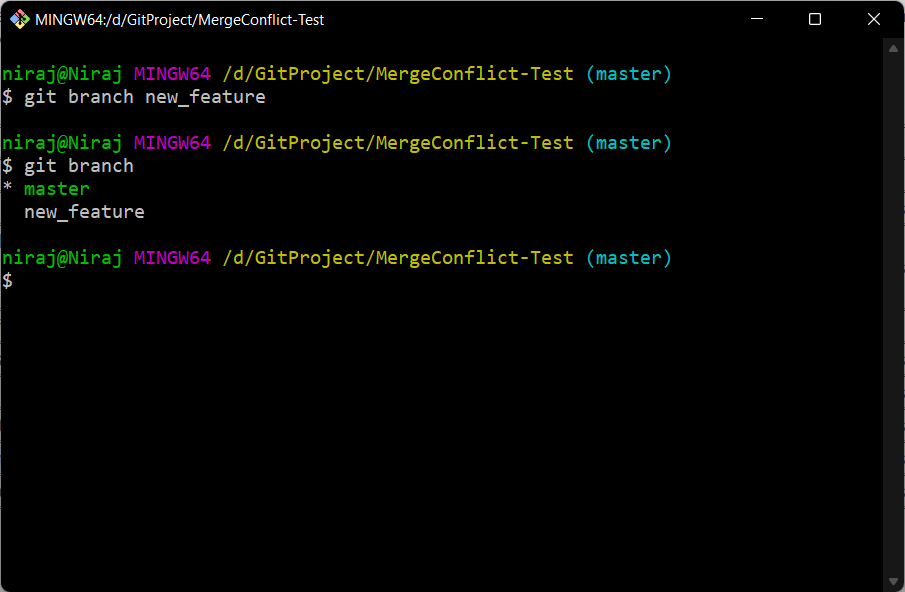 MINGW64:/d/GitProject/MergeConflict-Test
niraj@Niraj MINGW64 /d/GitProject/MergeConflict-Test (master)
$ git branch new_feature
niraj@Niraj MINGW64 /d/GitProject/MergeConflict-Test (master)
$ git branch
* master
  new_feature
niraj@Niraj MINGW64 /d/GitProject/MergeConflict-Test (master)
$